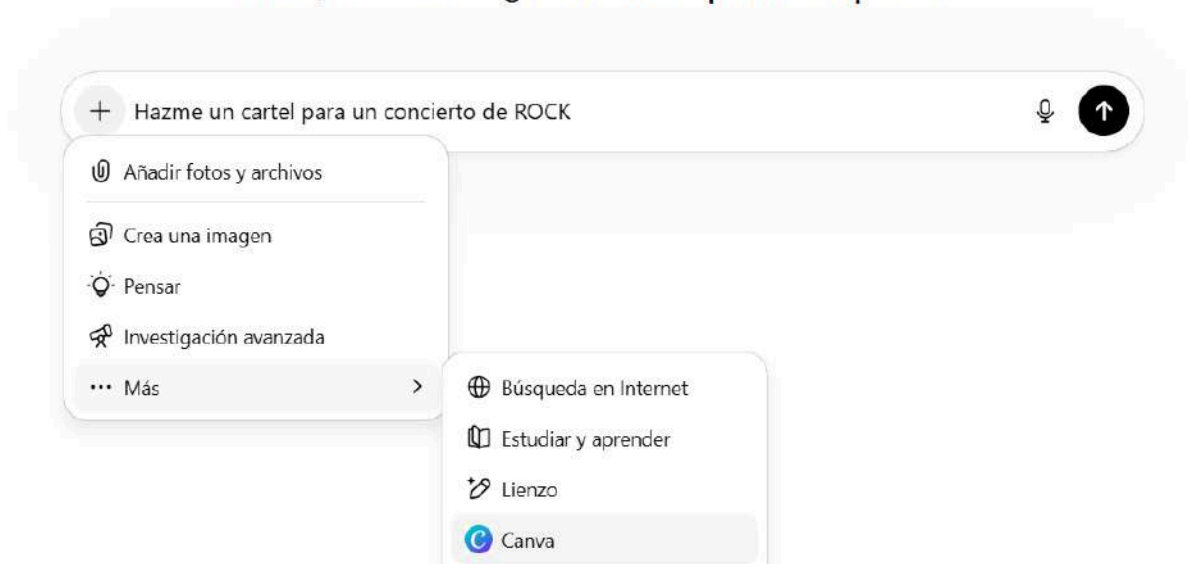 Hazme un cartel para un concierto de ROCK
Añadir fotos y archivos
Crea una imagen
Pensar
Investigación avanzada
Más
Búsqueda en Internet
Estudiar y aprender
Lienzo
Canva